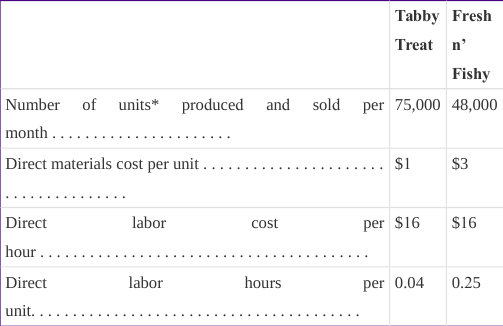 Tabby Fresh
Treat n’
Fishy
Number of units* produced and sold per 75,000 48,000
month . . . . . . . . . . . . . . . . . . . . . .
Direct materials cost per unit . . . . . . . . . . . . . . . . . . . . . . $1 $3
. . . . . . . . . . . . . . .
Direct labor cost per $16 $16
hour . . . . . . . . . . . . . . . . . . . . . . . . . . . . . . . . . . . . . . . .
Direct labor hours per 0.04 0.25
unit. . . . . . . . . . . . . . . . . . . . . . . . . . . . . . . . . . . . . . . .